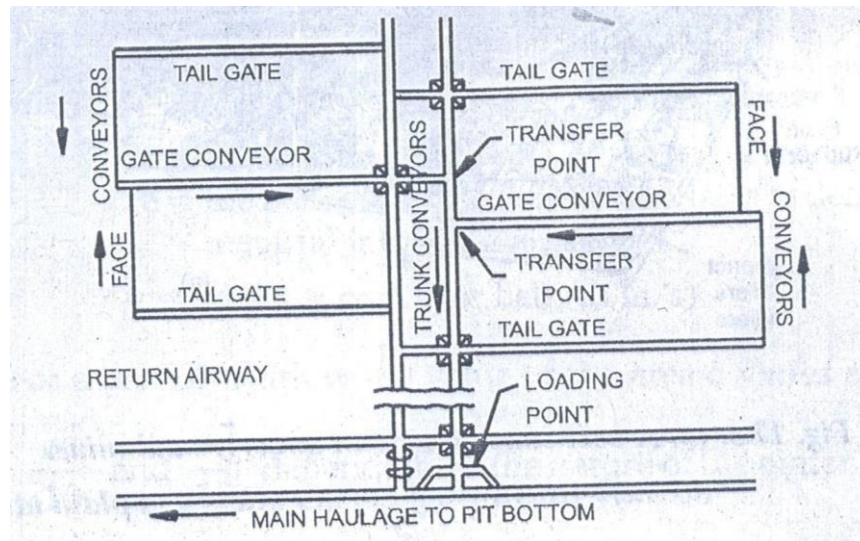 TAIL GATE
TAIL GATE
CONVEYORS
FACE
TRANSFER
POINT
GATE CONVEYOR
TRUNK CONVEYORS
GATE CONVEYOR
FACE
CONVEYORS
TRANSFER
POINT
TAIL GATE
TAIL GATE
RETURN AIRWAY
LOADING
POINT
MAIN HAULAGE TO PIT BOTTOM